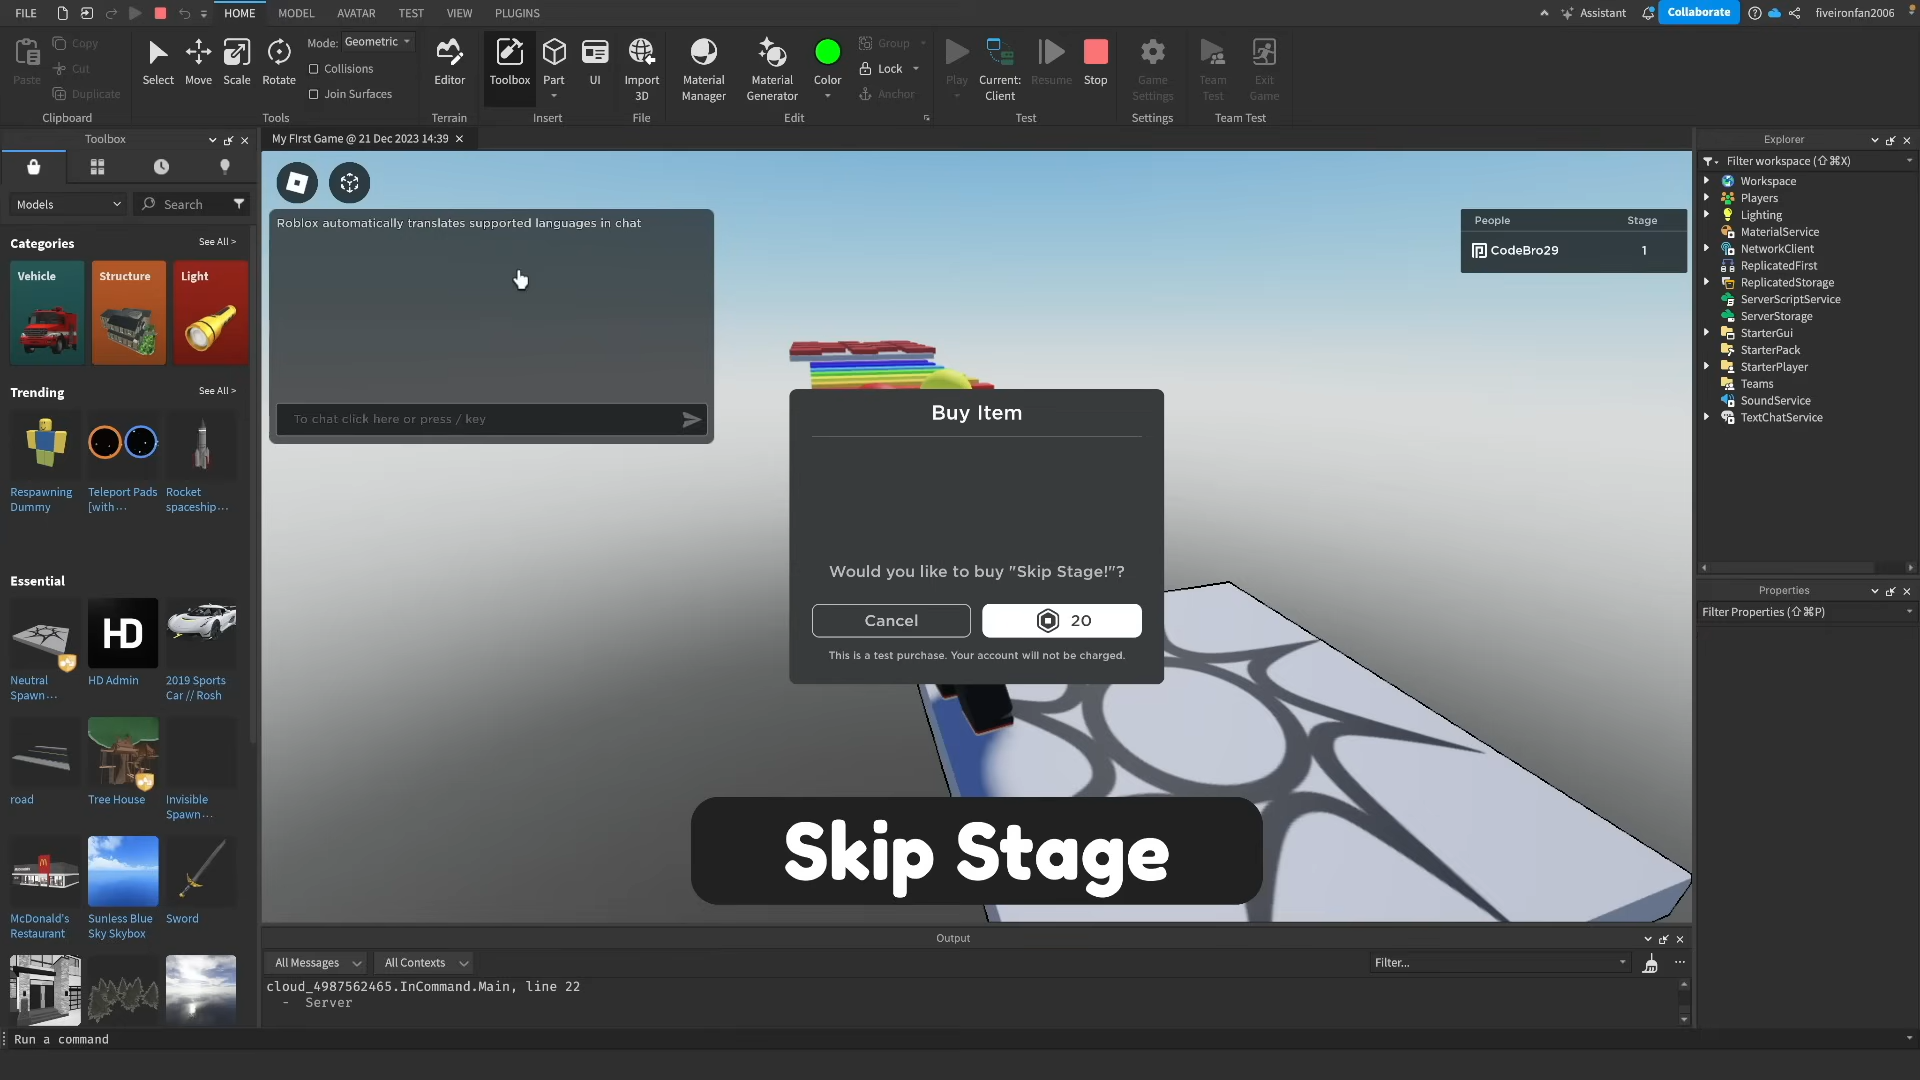 FILE
HOME
MODEL
AVATAR
TEST
VIEW
PLUGINS
Assistant
Collaborate
fiveironfan2006
Paste
Copy
Cut
Duplicate
Clipboard
Select
Move
Scale
Rotate
Mode:
Geometric
Collisions
Join Surfaces
Tools
Editor
Terrain
Toolbox
Part
UI
Insert
Import
3D
File
Material
Manager
Material
Generator
Color
Group
Lock
Anchor
Edit
Play
Current:
Client
Resume
Stop
Test
Game
Settings
Settings
Team
Test
Exit
Game
Team Test
Toolbox
Models
Search
Categories
See All >
Vehicle
Structure
Light
Trending
See All >
Respawning
Dummy
Teleport Pads
[with...
Rocket
spaceship...
Essential
See All >
Neutral
Spawn...
HD
HD Admin
2019 Sports
Car // Rosh
road
Tree House
Invisible
Spawn...
McDonald's
Restaurant
Sunless Blue
Sky Skybox
Sword
My FIrst Game @ 21 Dec 2023 14:39
Roblox automatically translates supported languages in chat
To chat click here or press / key
People
Stage
CodeBro29
1
Buy Item
Would you like to buy "Skip Stage!"?
Cancel
20
This is a test purchase. Your account will not be charged.
Skip Stage
Explorer
Filter workspace (⇧⌘X)
Workspace
Players
Lighting
MaterialService
NetworkClient
ReplicatedFirst
ReplicatedStorage
ServerScriptService
ServerStorage
StarterGui
StarterPack
StarterPlayer
Teams
SoundService
TextChatService
Properties
Filter Properties (⇧⌘P)
Output
All Messages
All Contexts
Filter...
cloud_4987562465.InCommand.Main, line 22
- Server
Run a command